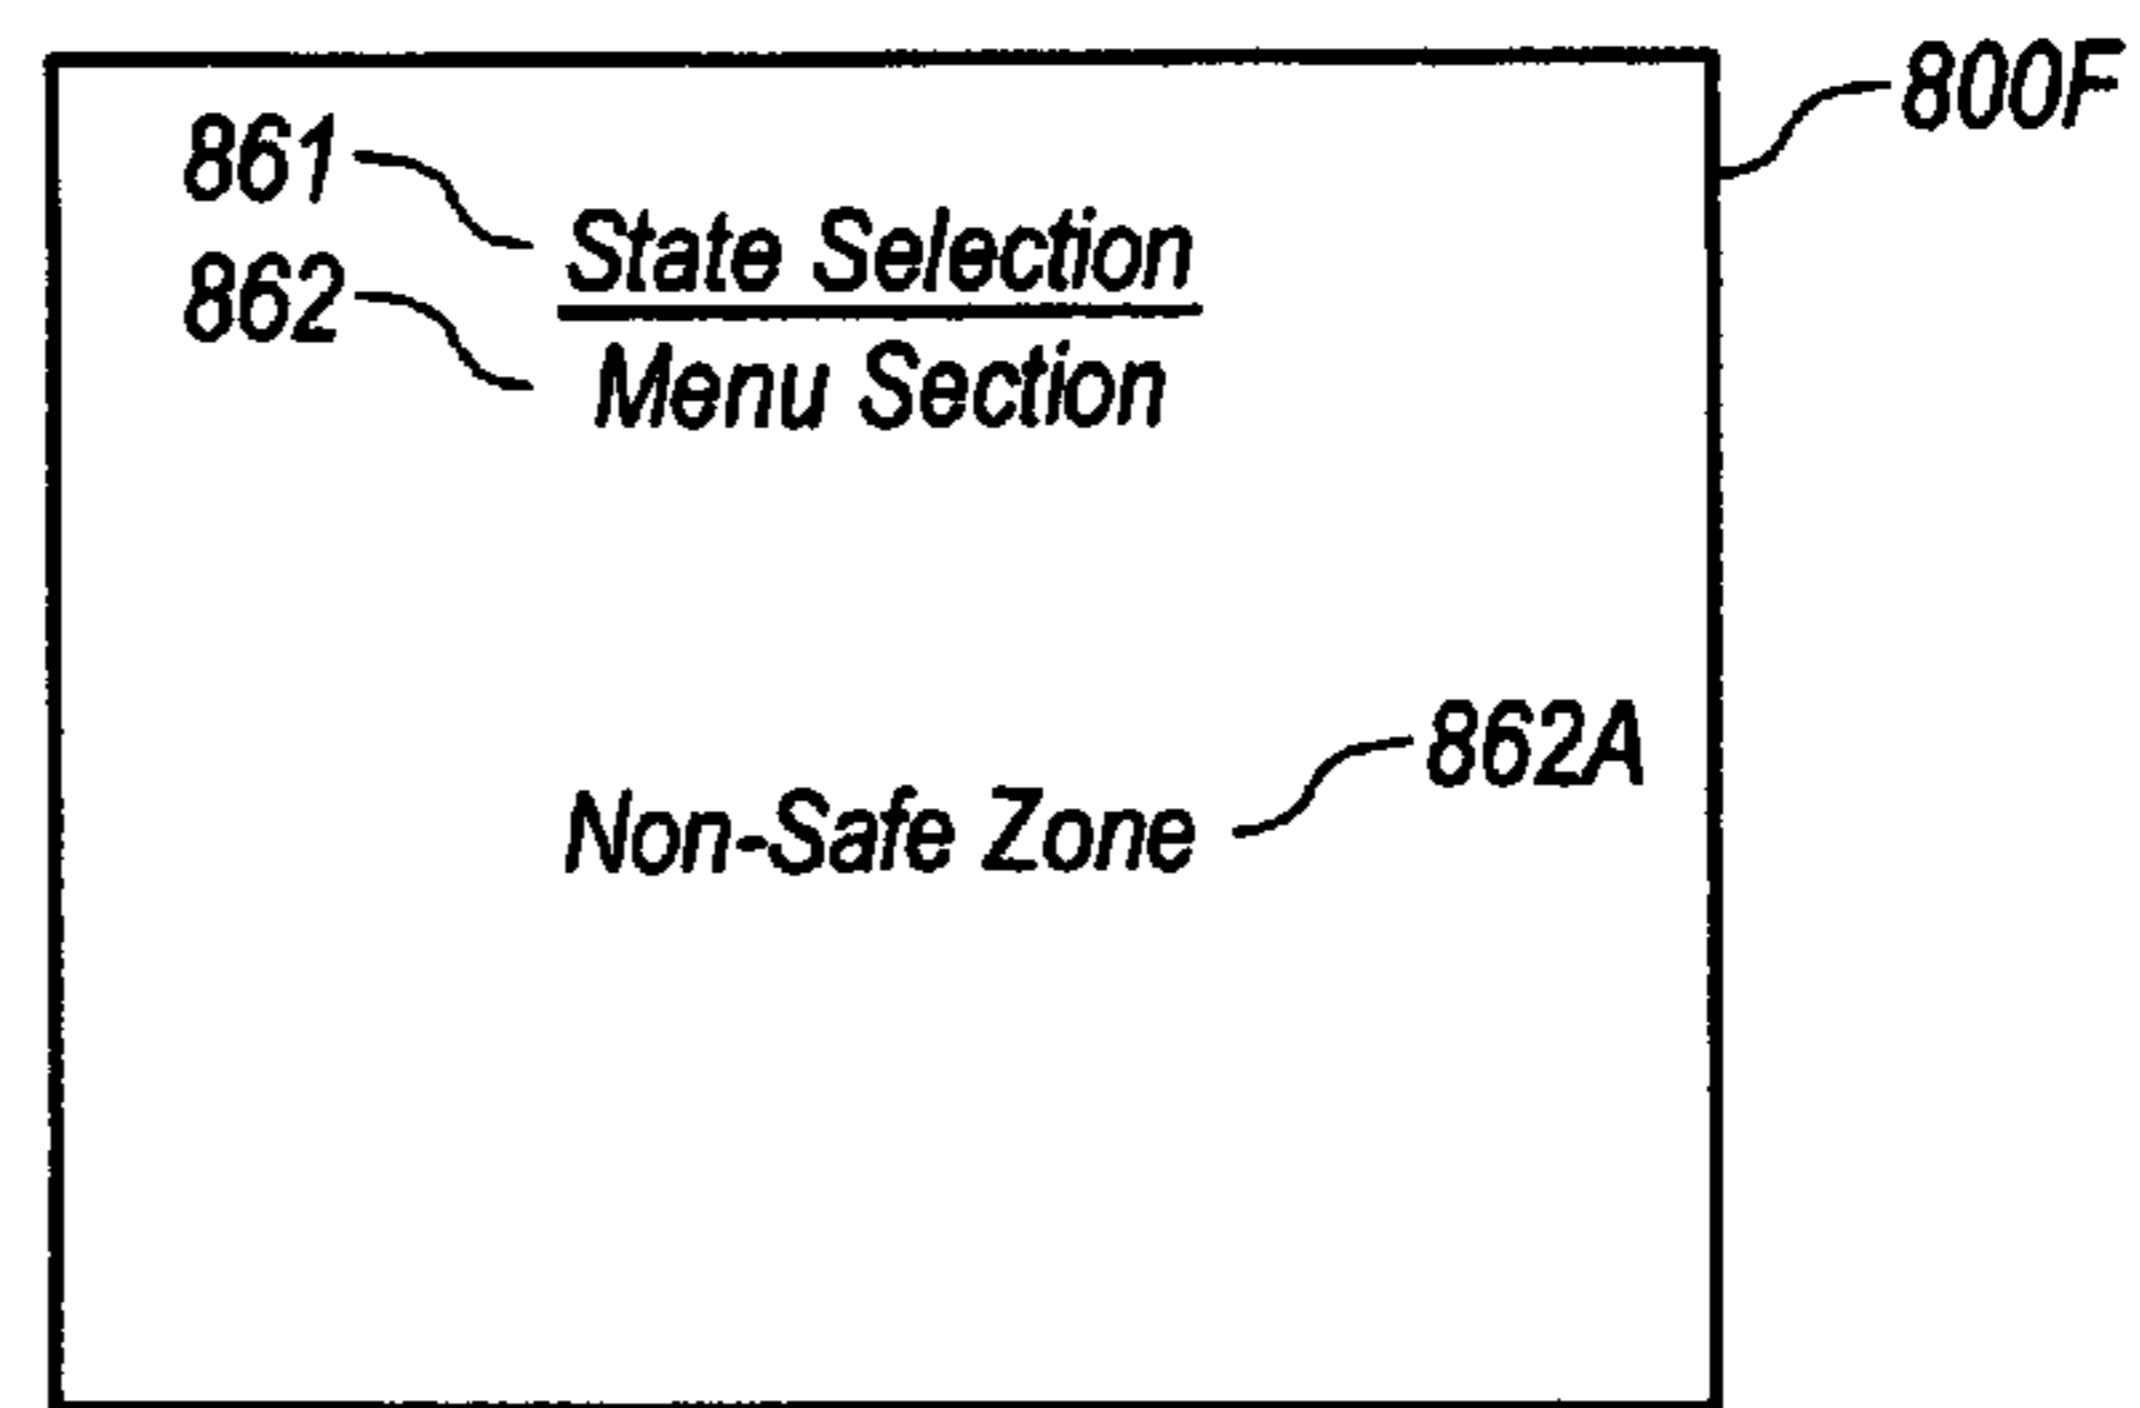 800F
861
State Selection
862
Menu Section
862A
Non-Safe Zone